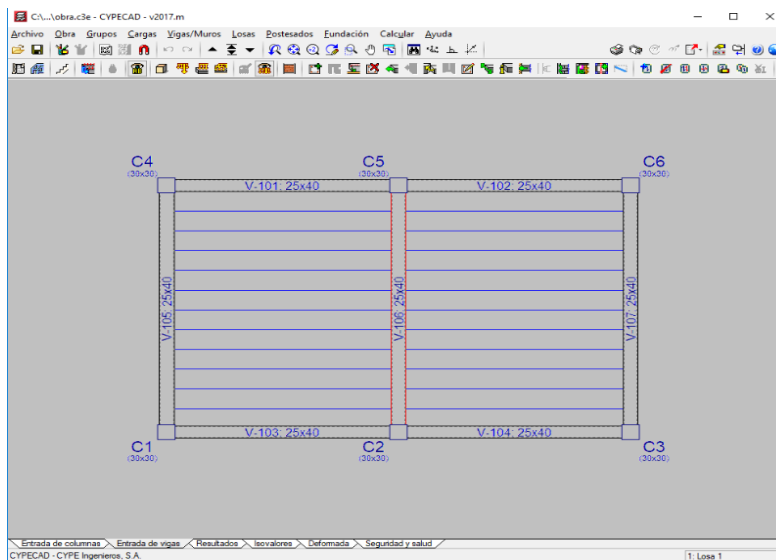 C:\...\obra.c3e - CYPECAD - v2017.m
Archivo Obra Grupos Cargas Vigas/Muros Losas Postesados Fundación Calcular Ayuda
C4 C5 C6
(30x30) (30x30) (30x30)
V-101; 25x40 V-102; 25x40
V-105; 25x40 V-106; 25x40 V-107; 25x40
V-103; 25x40 V-104; 25x40
C1 C2 C3
(30x30) (30x30) (30x30)
Entrada de columnas Entrada de vigas Resultados Isovalores Deformada Seguridad y salud
CYPECAD - CYPE Ingenieros, S.A. 1: Losa 1